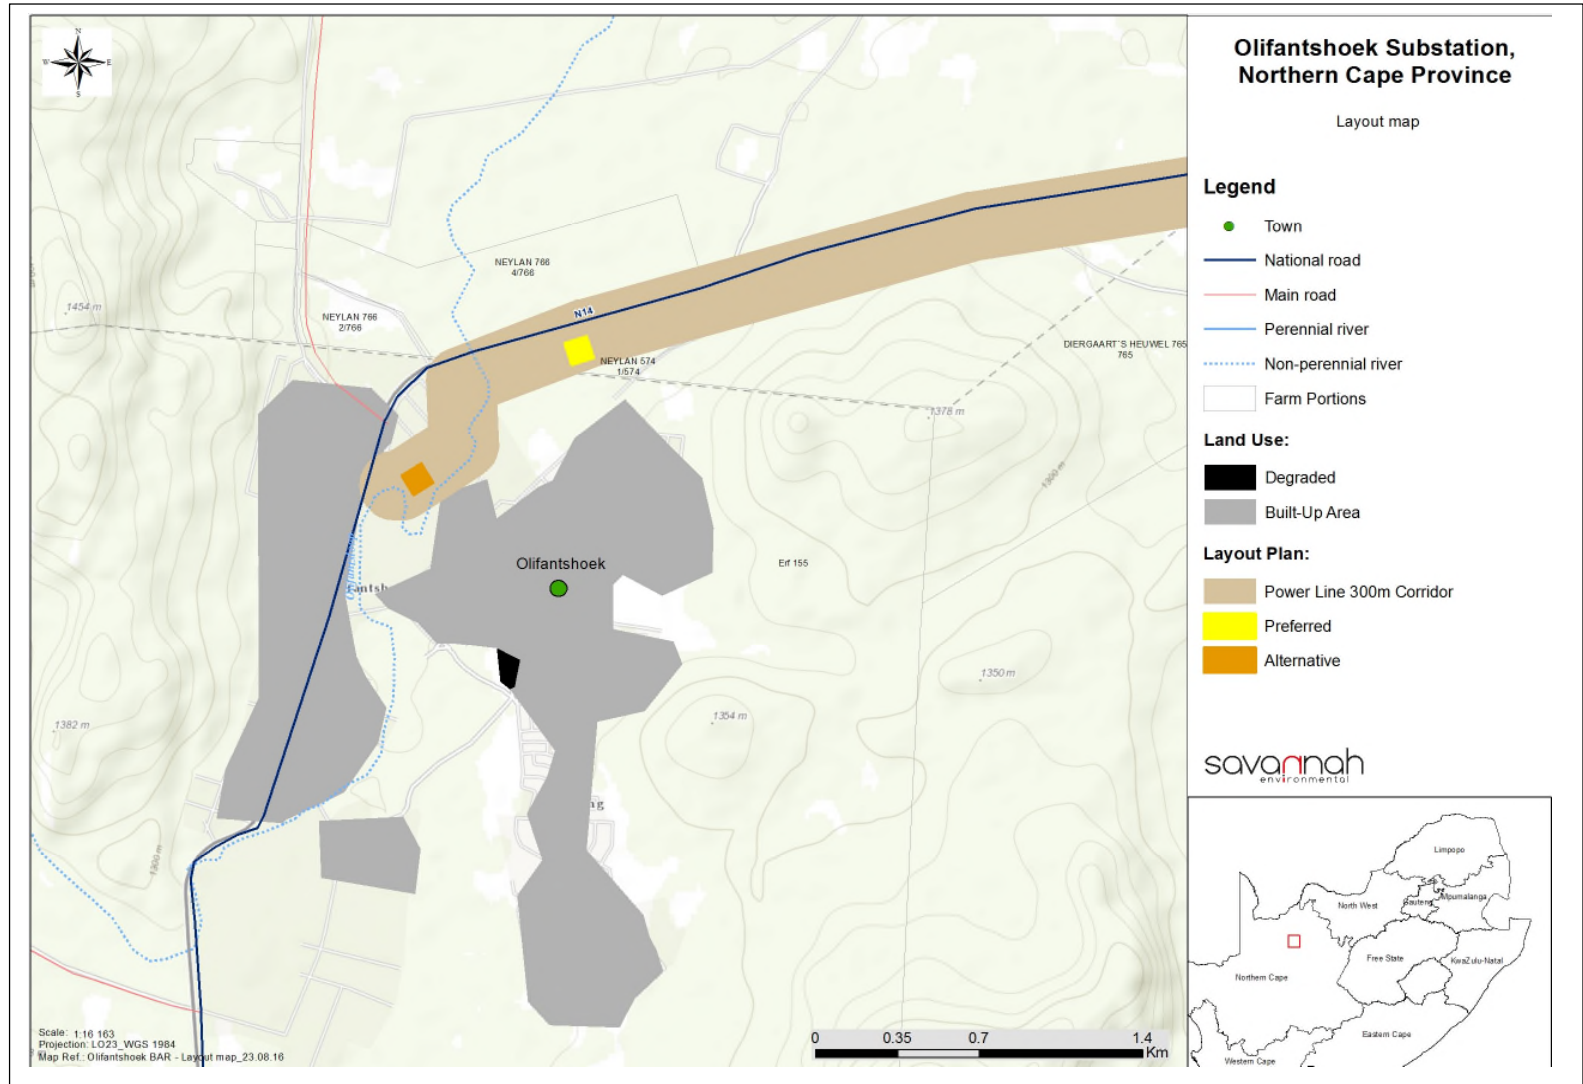 Olifantshoek Substation,
Northern Cape Province
Layout map
Legend
Town
National road
Main road
Perennial river
Non-perennial river
Farm Portions
Land Use:
Degraded
Built-Up Area
Layout Plan:
Power Line 300m Corridor
Preferred
Alternative
savannah
environmental
N
W
E
S
NEYLAN 766
4/766
N14
NEYLAN 766
2/766
1454 m
NEYLAN 574
1/574
DIERGAART`S HEUWEL 765
765
1378 m
1300 m
Olifantshoek
Erf 155
antsh
1350 m
1354 m
1382 m
ng
1300 m
Scale: 1:16 163
Projection: LO23_WGS 1984
Map Ref.: Olifantshoek BAR - Layout map_23.08.16
0 0.35 0.7 1.4
Km
Limpopo
North West
Gauteng
Mpumalanga
Free State
KwaZulu-Natal
Northern Cape
Eastern Cape
Western Cape